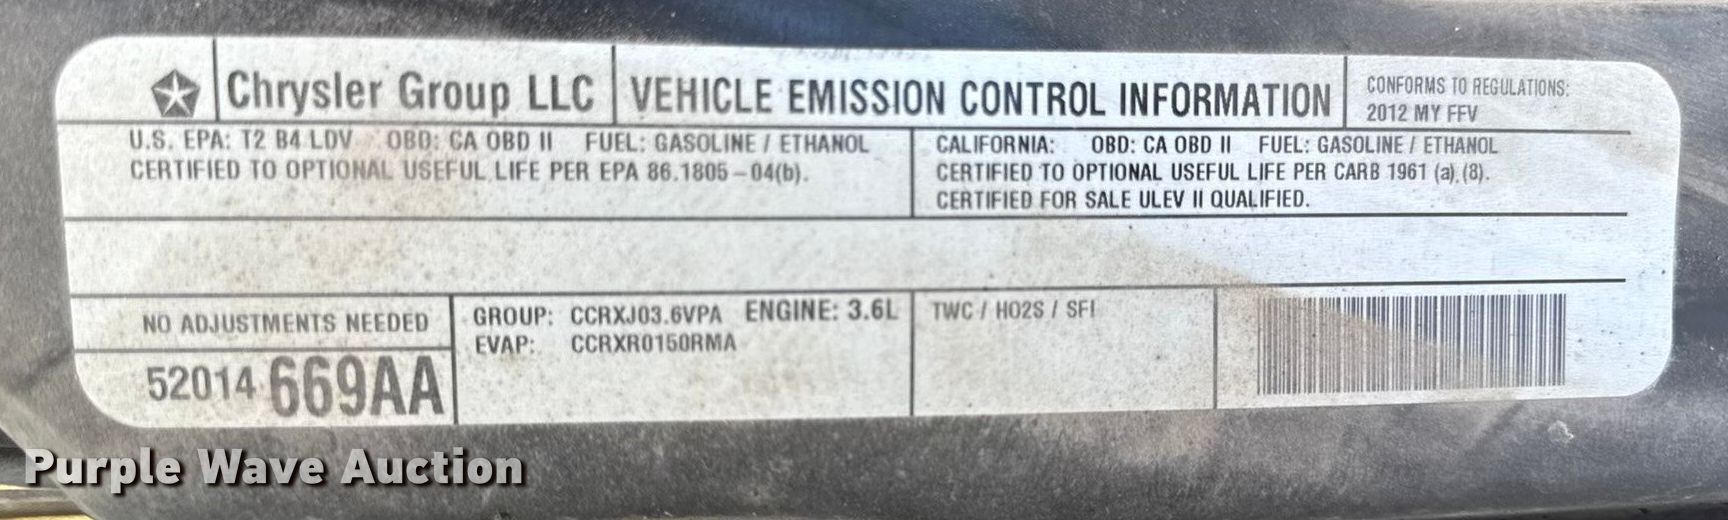 Chrysler Group LLC
VEHICLE EMISSION CONTROL INFORMATION
CONFORMS TO REGULATIONS:
2012 MY FFV
U.S. EPA: T2 B4 LDV OBD: CA OBD II FUEL: GASOLINE / ETHANOL
CERTIFIED TO OPTIONAL USEFUL LIFE PER EPA 86.1805-04(b).
CALIFORNIA: OBD: CA OBD II FUEL: GASOLINE / ETHANOL
CERTIFIED TO OPTIONAL USEFUL LIFE PER CARB 1961 (a).(8).
CERTIFIED FOR SALE ULEV II QUALIFIED.
NO ADJUSTMENTS NEEDED
52014 669AA
GROUP: CCRXJ03.6VPA ENGINE: 3.6L
EVAP: CCRXR0150RMA
TWC / HO2S / SFI
Purple Wave Auction